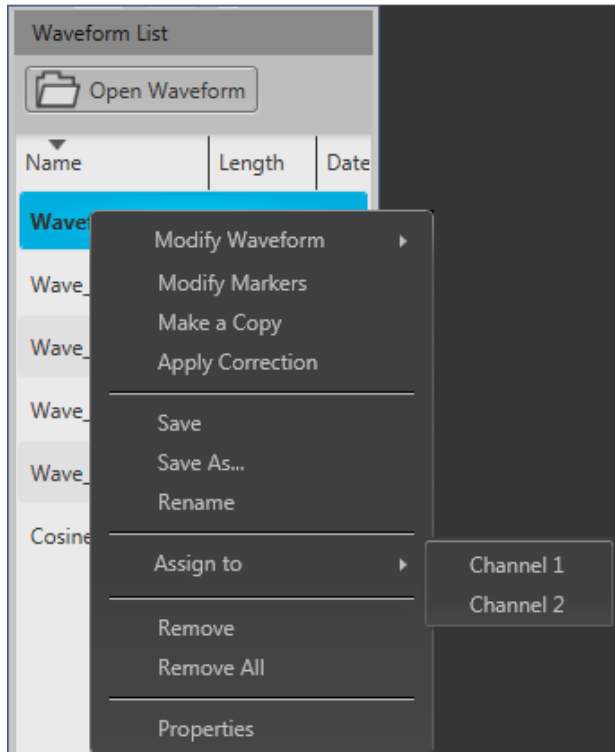 Waveform List
Open Waveform
Name Length Date
Wave_
Wave_
Wave_
Wave_
Cosine
Modify Waveform
Modify Markers
Make a Copy
Apply Correction
Save
Save As...
Rename
Assign to
Channel 1
Channel 2
Remove
Remove All
Properties